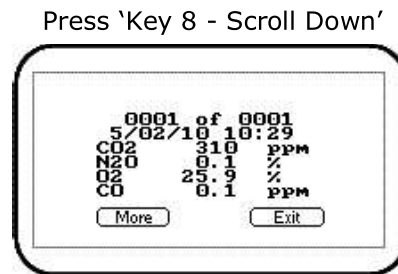 Press ‘Key 8 - Scroll Down’
0001 of 0001
5/02/10 10:29
CO2 310 ppm
N2O 0.1 %
O2 25.9 %
CO 0.1 ppm
More Exit